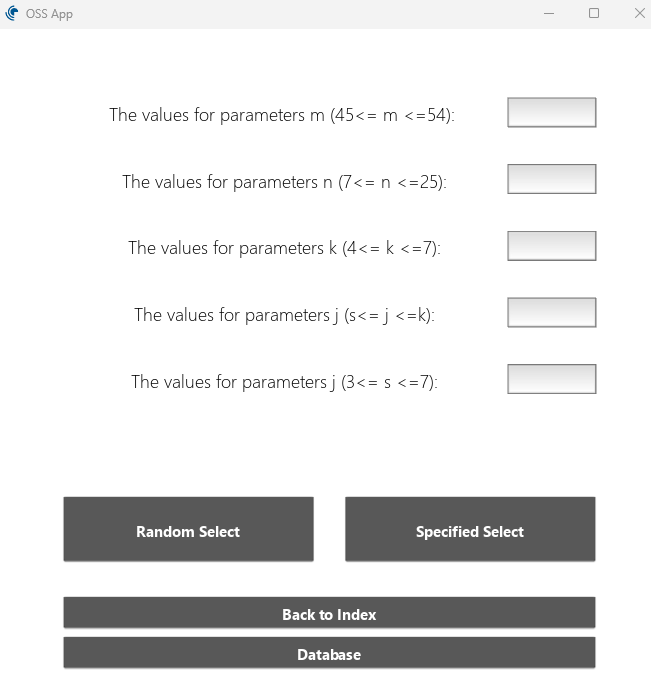 OSS App
The values for parameters m (45<= m <=54):
The values for parameters n (7<= n <=25):
The values for parameters k (4<= k <=7):
The values for parameters j (s<= j <=k):
The values for parameters j (3<= s <=7):
Random Select
Specified Select
Back to Index
Database